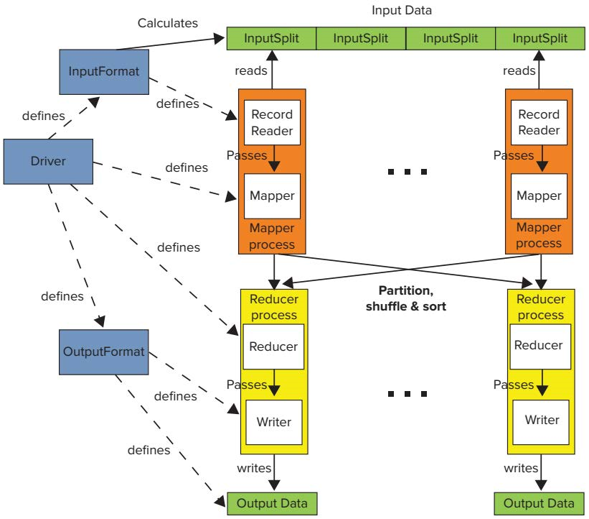 Input Data
Calculates
InputSplit InputSplit InputSplit InputSplit
InputFormat
reads reads
defines
defines
Record
Reader
Record
Reader
Driver
defines
Passes Passes
Mapper Mapper
Mapper
process
Mapper
process
defines
Partition,
shuffle & sort
defines
Reducer
process
Reducer
process
OutputFormat
Reducer Reducer
Passes Passes
defines
Writer Writer
defines
writes writes
Output Data Output Data